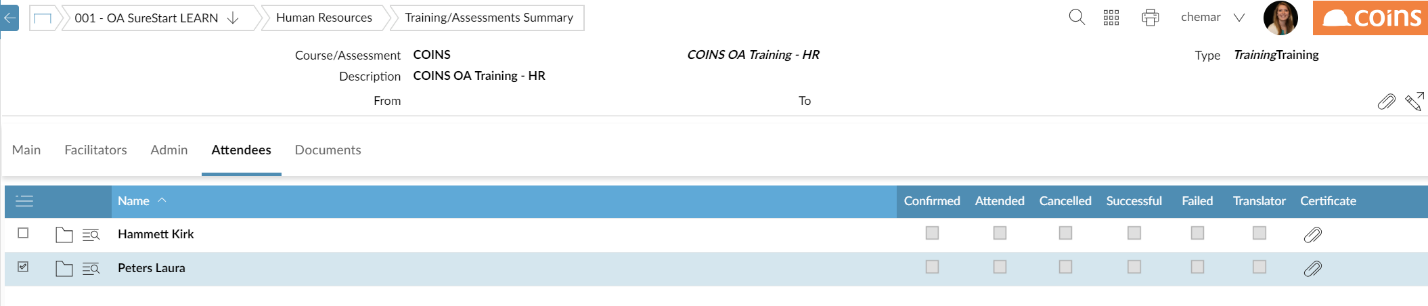 001 - OA SureStart LEARN Human Resources Training/Assessments Summary chemar coins
Course/Assessment COINS COINS OA Training - HR Type TrainingTraining
Description COINS OA Training - HR
From To
Main Facilitators Admin Attendees Documents
Name Confirmed Attended Cancelled Successful Failed Translator Certificate
Hammett Kirk
Peters Laura